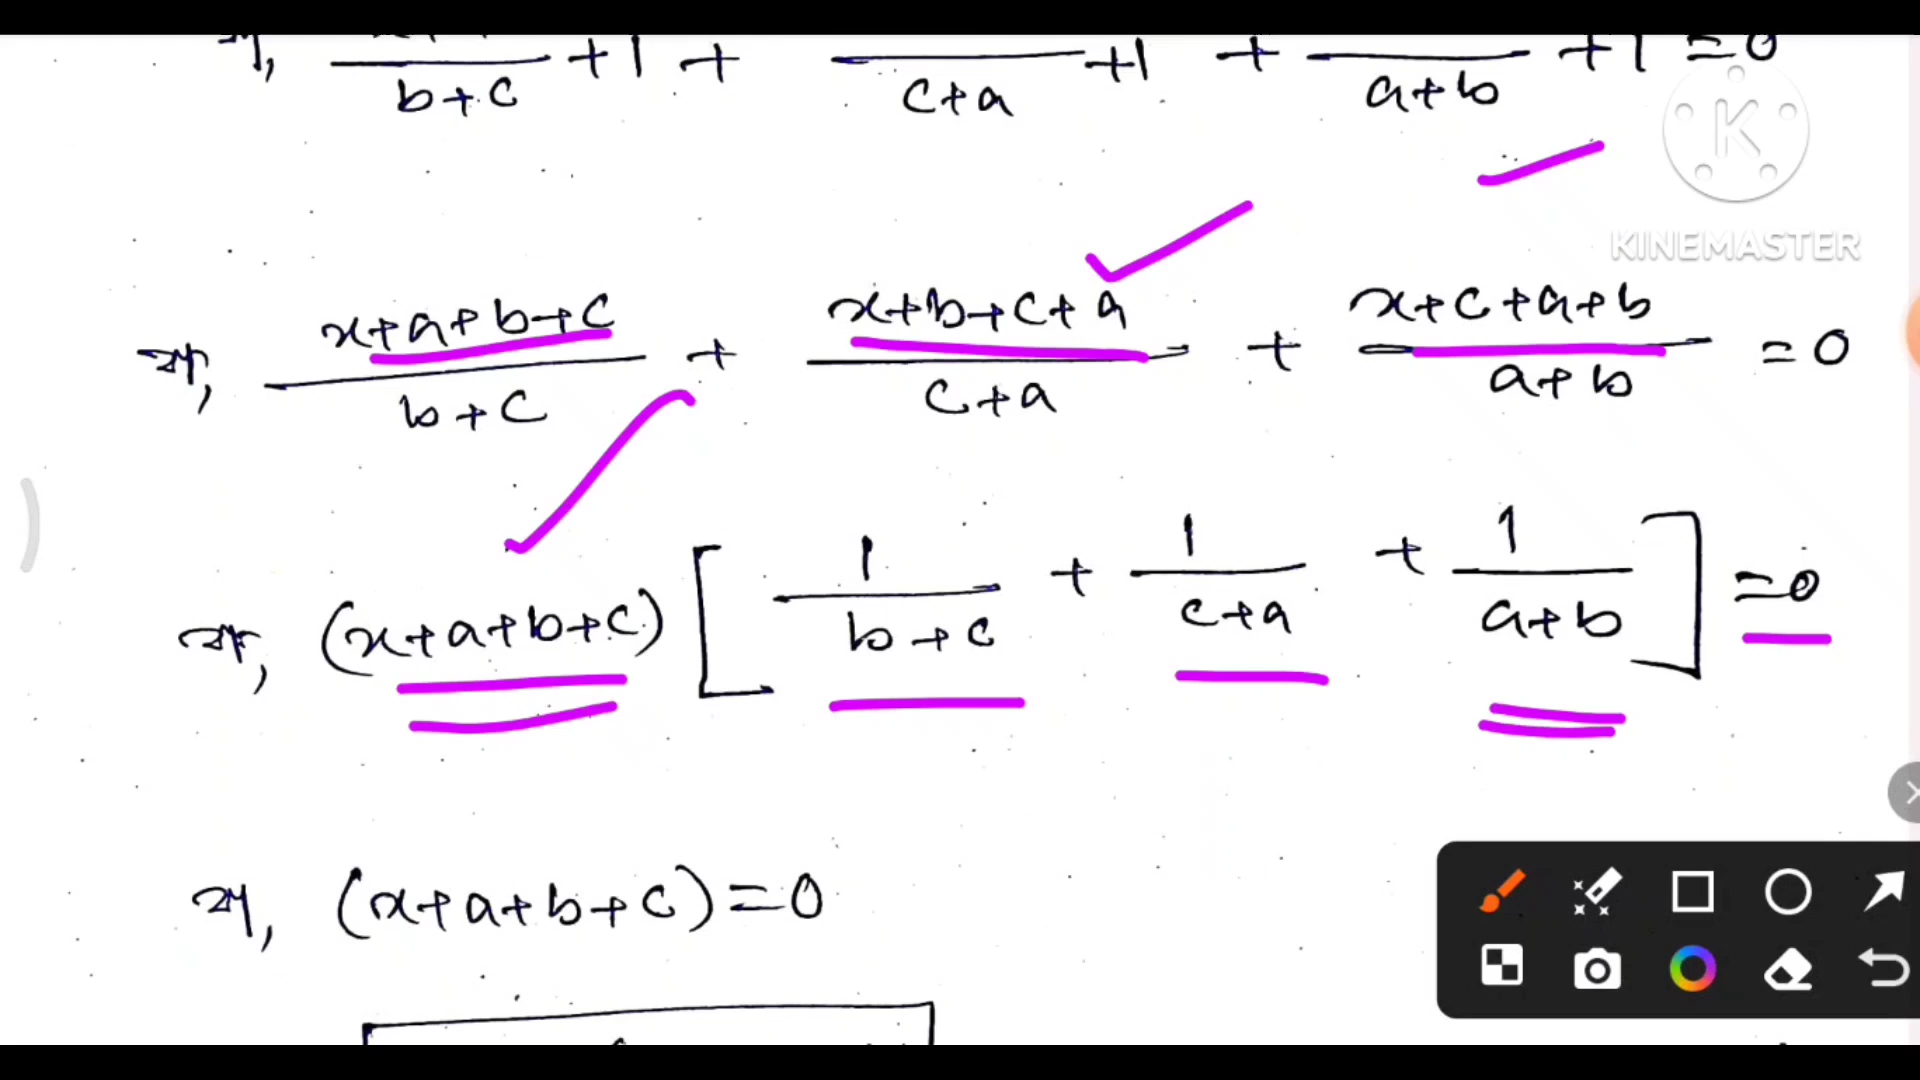 বা, b+c +1 + c+a +1 + a+b +1 =0
KINEMASTER
বা, x+a+b+c / b+c + x+b+c+a / c+a + x+c+a+b / a+b =0
বা, (x+a+b+c) [ 1 / b+c + 1 / c+a + 1 / a+b ] =0
বা, (x+a+b+c)=0